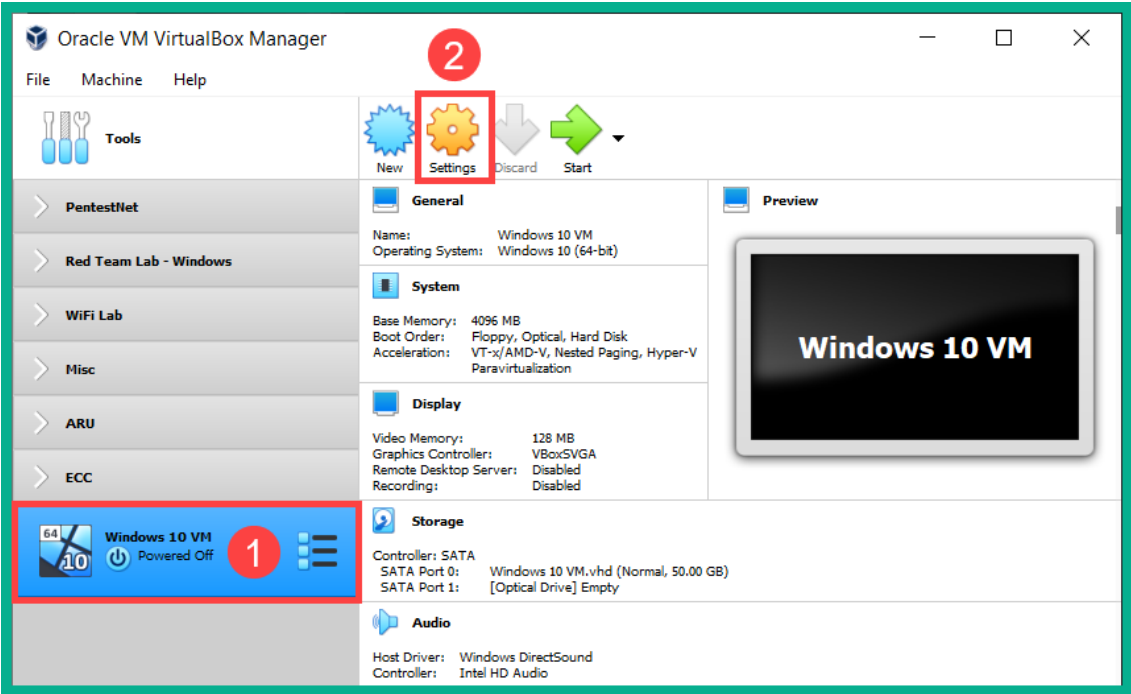 Oracle VM VirtualBox Manager
2
File Machine Help
Tools
New Settings Discard Start
PentestNet
Red Team Lab - Windows
WiFi Lab
Misc
ARU
ECC
64
10
Windows 10 VM
Powered Off
1
General
Name: Windows 10 VM
Operating System: Windows 10 (64-bit)
System
Base Memory: 4096 MB
Boot Order: Floppy, Optical, Hard Disk
Acceleration: VT-x/AMD-V, Nested Paging, Hyper-V
Paravirtualization
Display
Video Memory: 128 MB
Graphics Controller: VBoxSVGA
Remote Desktop Server: Disabled
Recording: Disabled
Preview
Windows 10 VM
Storage
Controller: SATA
SATA Port 0: Windows 10 VM.vhd (Normal, 50.00 GB)
SATA Port 1: [Optical Drive] Empty
Audio
Host Driver: Windows DirectSound
Controller: Intel HD Audio